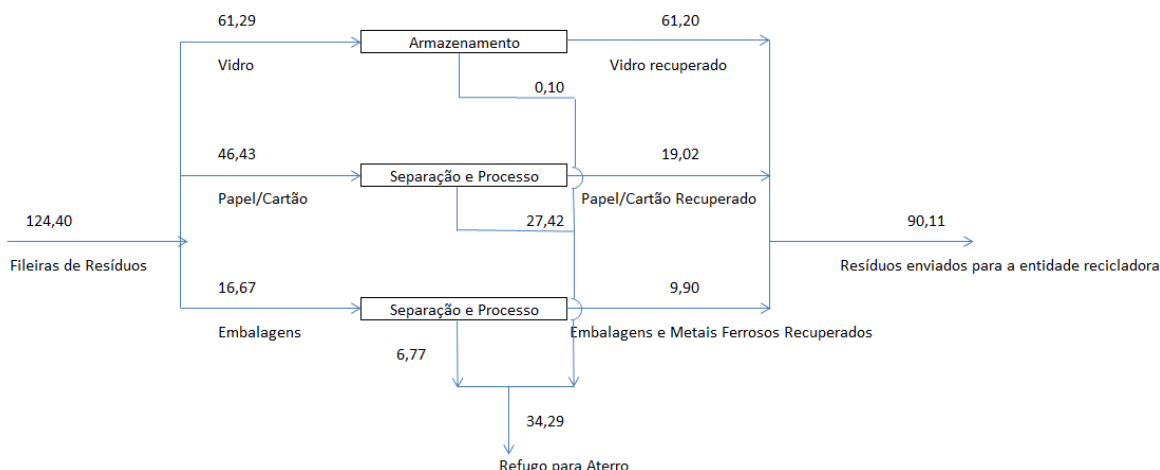 61,29
61,20
Armazenamento
Vidro
Vidro recuperado
0,10
46,43
19,02
Separação e Processo
Papel/Cartão
Papel/Cartão Recuperado
124,40
27,42
90,11
Fileiras de Resíduos
Resíduos enviados para a entidade recicladora
16,67
9,90
Separação e Processo
Embalagens
Embalagens e Metais Ferrosos Recuperados
6,77
34,29
Refugo para Aterro